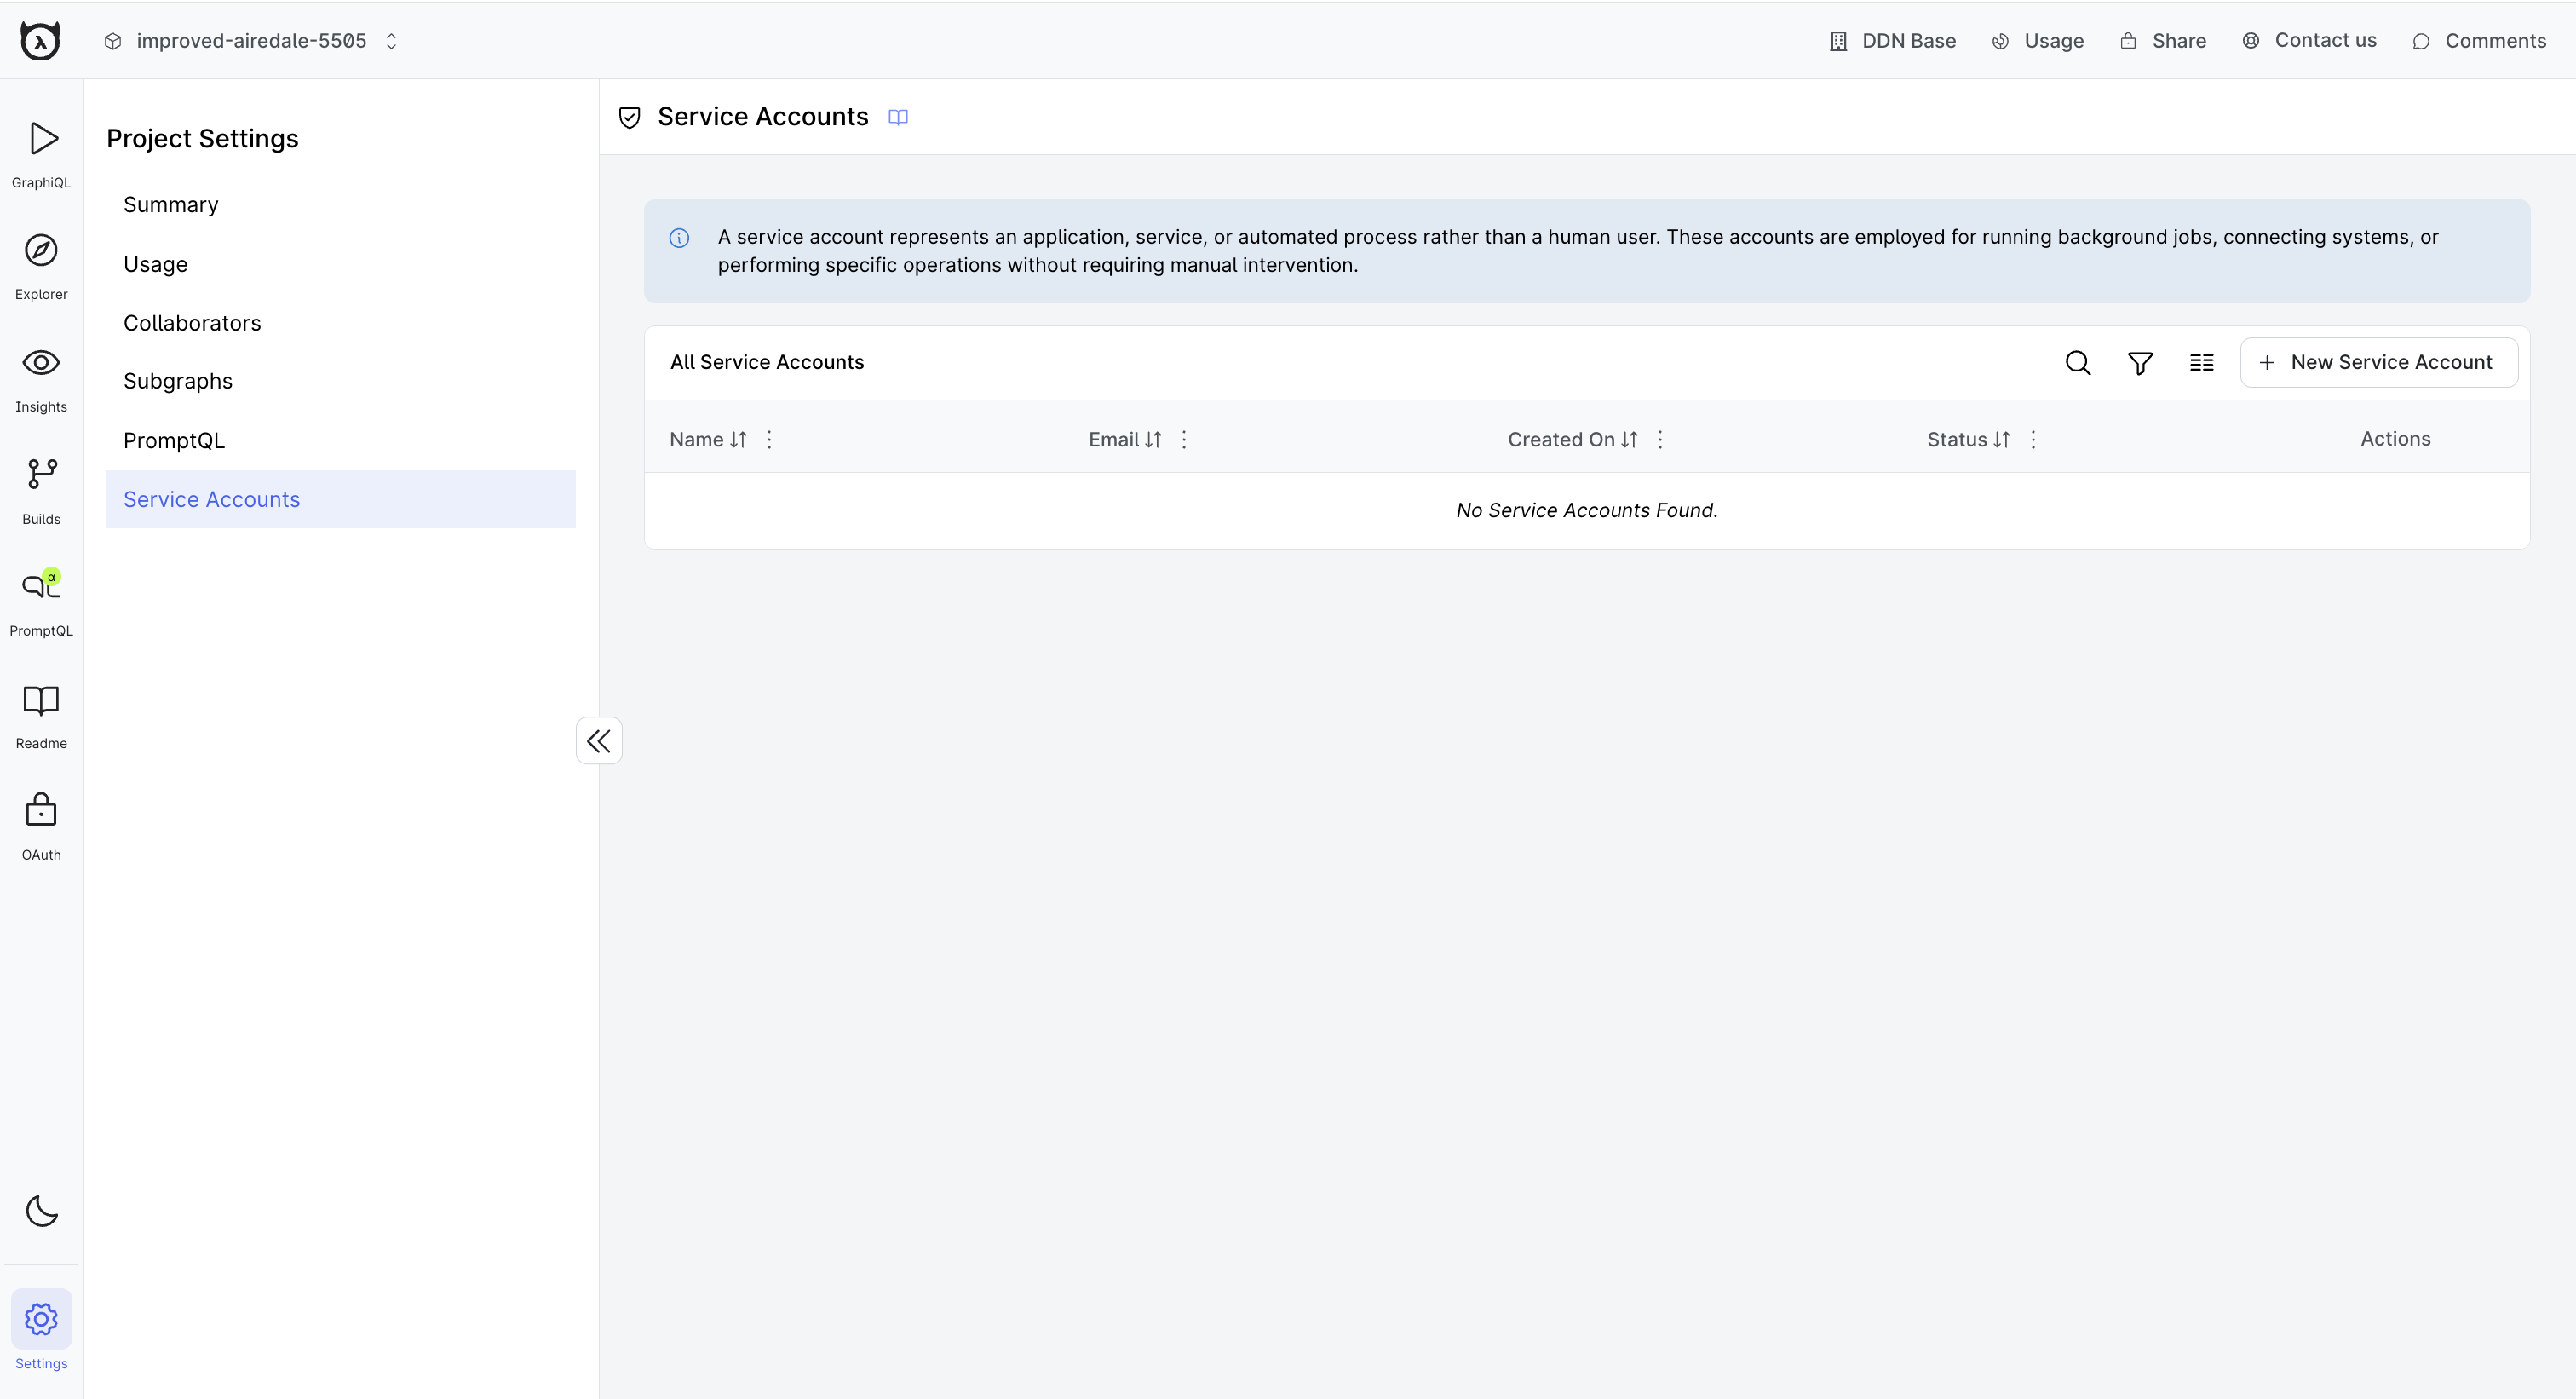 improved-airedale-5505
DDN Base
Usage
Share
Contact us
Comments
GraphiQL
Explorer
Insights
Builds
α
PromptQL
Readme
OAuth
Settings
Project Settings
Summary
Usage
Collaborators
Subgraphs
PromptQL
Service Accounts
Service Accounts
A service account represents an application, service, or automated process rather than a human user. These accounts are employed for running background jobs, connecting systems, or
performing specific operations without requiring manual intervention.
All Service Accounts
New Service Account
Name
Email
Created On
Status
Actions
No Service Accounts Found.